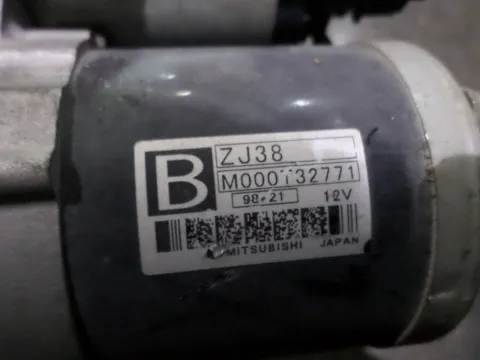 B
ZJ38
M000T32771
98.21 12V
MITSUBISHI JAPAN